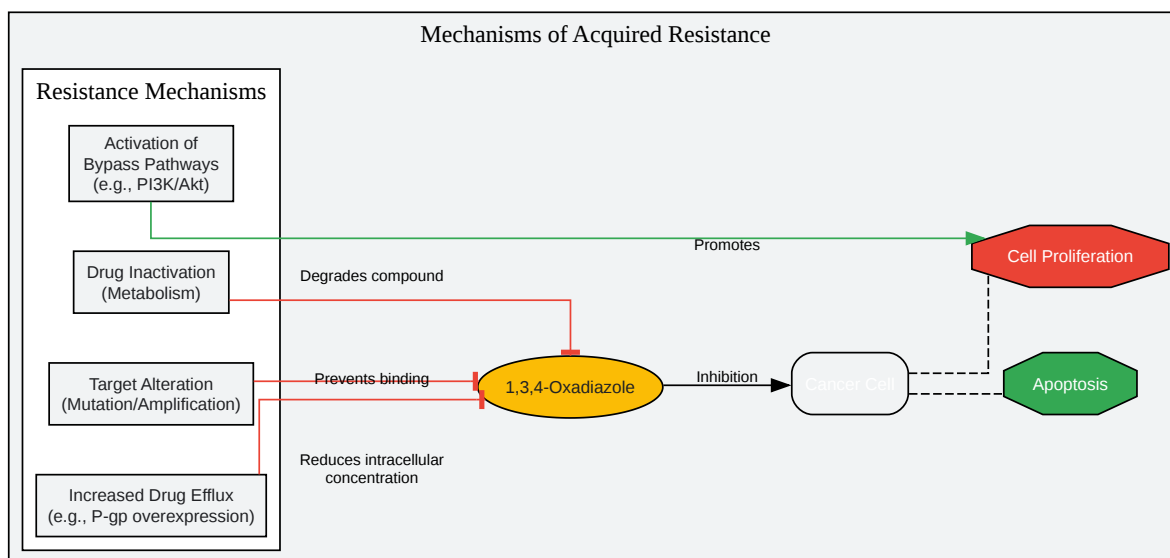 Mechanisms of Acquired Resistance
Resistance Mechanisms
Activation of
Bypass Pathways
(e.g., PI3K/Akt)
Promotes
Cell Proliferation
Drug Inactivation
(Metabolism)
Degrades compound
Target Alteration
(Mutation/Amplification)
Prevents binding
1,3,4-Oxadiazole
Inhibition
Cancer Cell
Apoptosis
Increased Drug Efflux
(e.g., P-gp overexpression)
Reduces intracellular
concentration